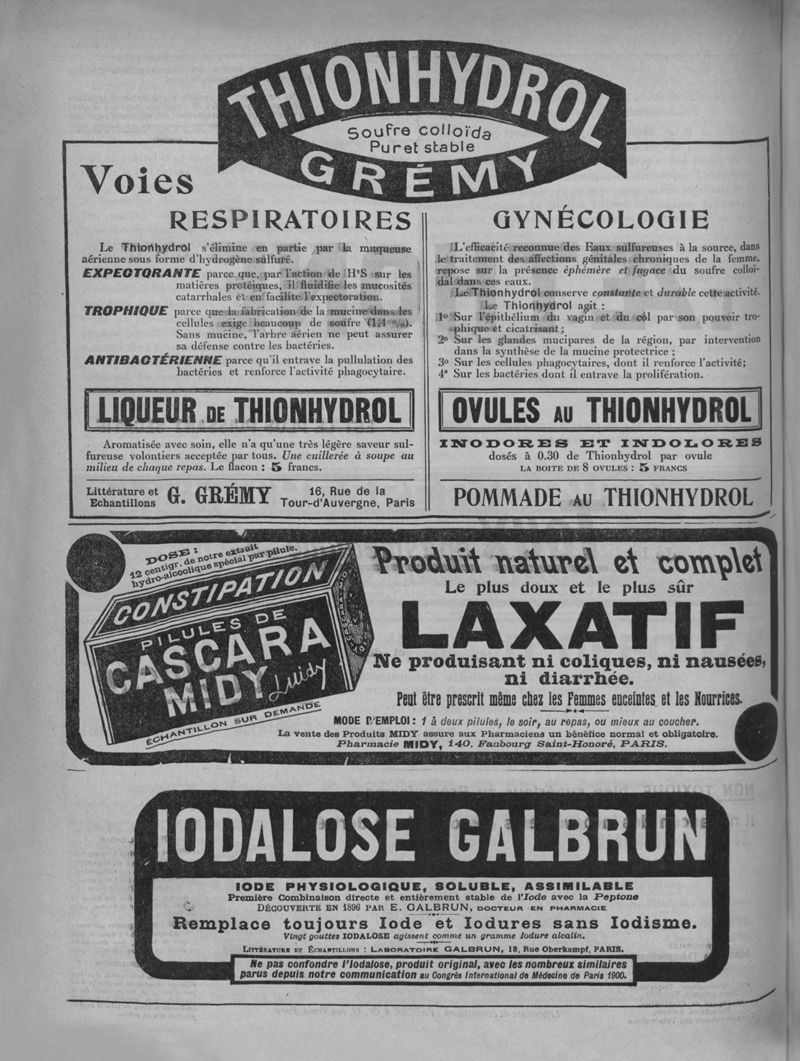 THIONHYDROL
Soufre colloïda
Pur et stable
GRÉMY
Voies
RESPIRATOIRES
Le Thionhydrol s'élimine en partie par la muqueuse
aérienne sous forme d'hydrogène sulfuré.
EXPECTORANTE parce que, par l'action de H²S sur les
matières protéiques, il fluidifie les mucosités
catarrhales et en facilite l'expectoration.
TROPHIQUE parce que la fabrication de la mucine dans les
cellules exige beaucoup de soufre (1,4 %).
Sans mucine, l'arbre aérien ne peut assurer
sa défense contre les bactéries.
ANTIBACTÉRIENNE parce qu'il entrave la pullulation des
bactéries et renforce l'activité phagocytaire.
LIQUEUR DE THIONHYDROL
Aromatisée avec soin, elle n'a qu'une très légère saveur sul-
fureuse volontiers acceptée par tous. Une cuillerée à soupe au
milieu de chaque repas. Le flacon : 5 francs.
GYNÉCOLOGIE
L'efficacité reconnue des Eaux sulfureuses à la source, dans
le traitement des affections génitales chroniques de la femme,
repose sur la présence éphémère et fugace du soufre colloï-
dal dans ces eaux.
Le Thionhydrol conserve constante et durable cette activité.
Le Thionhydrol agit :
1º Sur l'épithélium du vagin et du col par son pouvoir tro-
phique et cicatrisant ;
2º Sur les glandes mucipares de la région, par intervention
dans la synthèse de la mucine protectrice ;
3º Sur les cellules phagocytaires, dont il renforce l'activité;
4º Sur les bactéries dont il entrave la prolifération.
OVULES AU THIONHYDROL
INODORES ET INDOLORES
dosés à 0.30 de Thionhydrol par ovule
LA BOITE DE 8 OVULES : 5 FRANCS
Littérature et
Echantillons
G. GRÉMY
16, Rue de la
Tour-d'Auvergne, Paris
POMMADE AU THIONHYDROL
DOSE :
12 centigr. de notre extrait
hydro-alcoolique spécial par pilule.
CONSTIPATION
PILULES DE
CASCARA
MIDY Midy
ÉCHANTILLON SUR DEMANDE
Produit naturel et complet
Le plus doux et le plus sûr
LAXATIF
Ne produisant ni coliques, ni nausées,
ni diarrhée.
Peut être prescrit même chez les Femmes enceintes et les Nourrices.
MODE D'EMPLOI : 1 à deux pilules, le soir, au repas, ou mieux au coucher.
La vente des Produits MIDY assure aux Pharmaciens un bénéfice normal et obligatoire.
Pharmacie MIDY, 140, Faubourg Saint-Honoré, PARIS.
IODALOSE GALBRUN
IODE PHYSIOLOGIQUE, SOLUBLE, ASSIMILABLE
Première Combinaison directe et entièrement stable de l'Iode avec la Peptone
DÉCOUVERTE EN 1896 PAR E. GALBRUN, DOCTEUR EN PHARMACIE
Remplace toujours Iode et Iodures sans Iodisme.
Vingt gouttes IODALOSE agissent comme un gramme Iodure alcalin.
LITTÉRATURE ET ÉCHANTILLONS : LABORATOIRE GALBRUN, 18, Rue Oberkampf, PARIS.
Ne pas confondre l'Iodalose, produit original, avec les nombreux similaires
parus depuis notre communication au Congrès International de Médecine de Paris 1900.